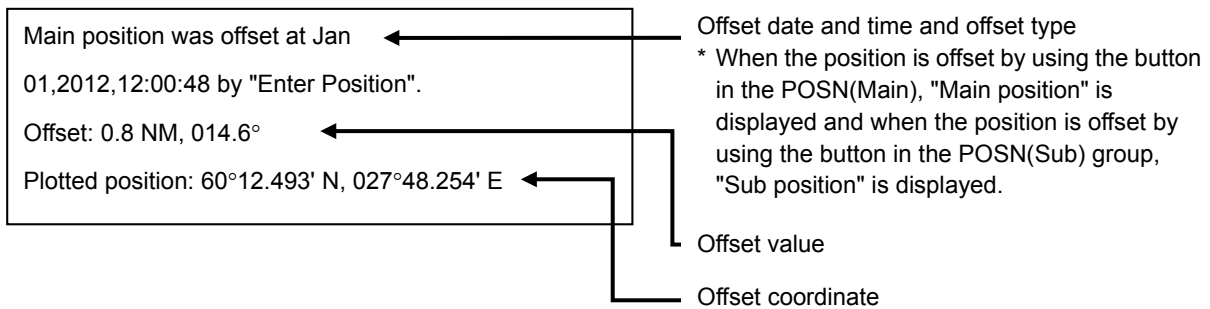 Main position was offset at Jan
01,2012,12:00:48 by "Enter Position".
Offset: 0.8 NM, 014.6°
Plotted position: 60°12.493' N, 027°48.254' E
Offset date and time and offset type
* When the position is offset by using the button
in the POSN(Main), "Main position" is
displayed and when the position is offset by
using the button in the POSN(Sub) group,
"Sub position" is displayed.
Offset value
Offset coordinate